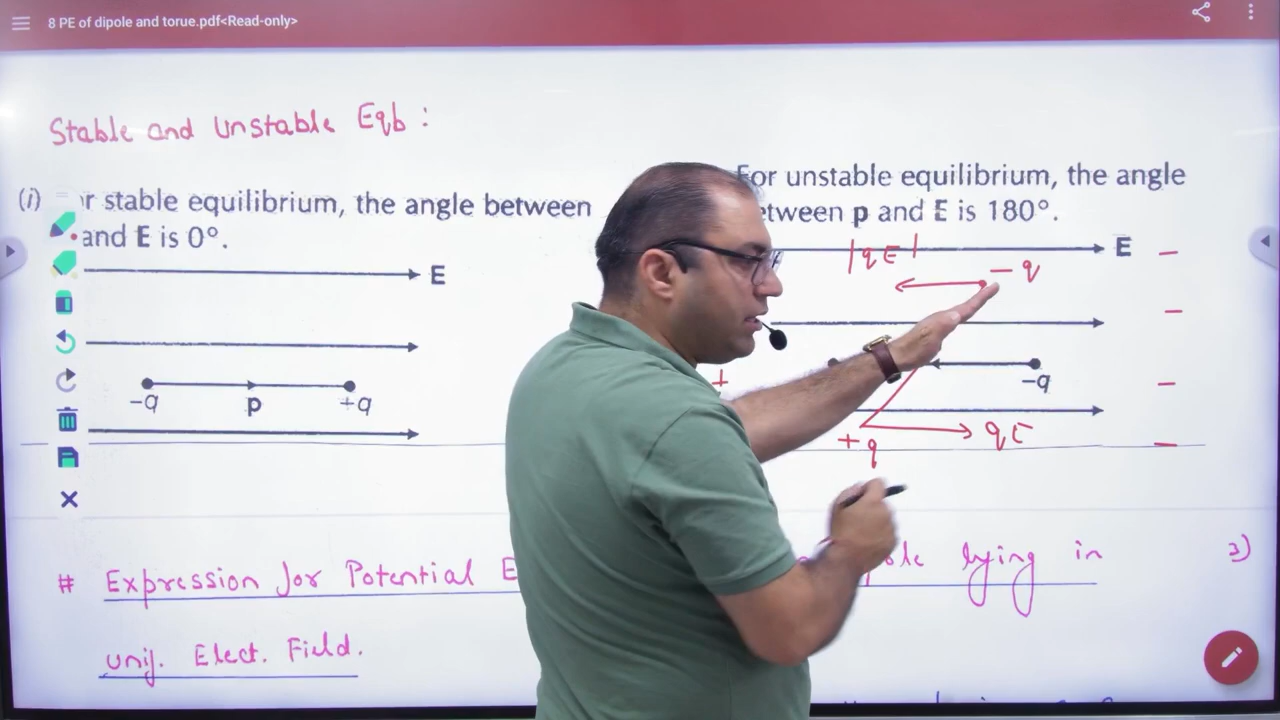 8 PE of dipole and torue.pdf<Read-only>
Stable and Unstable Eqb :
(i) r stable equilibrium, the angle between
and E is 0°.
E
-q p +q
For unstable equilibrium, the angle
etween p and E is 180°.
E
|qE|
- q
-q
+q
qE
+
-
-
-
-
# Expression for Potential E
lying in
2)
unif. Elect. Field.